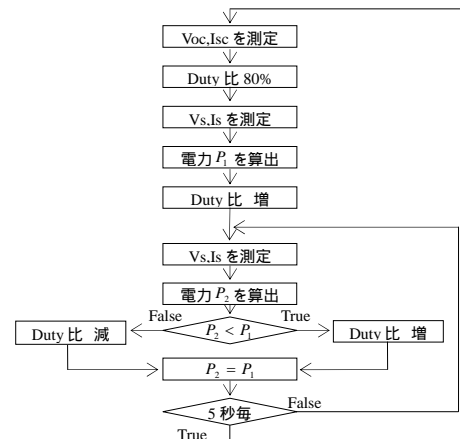 Voc,Isc を測定
Duty 比 80%
Vs,Is を測定
電力 P₁ を算出
Duty 比 増
Vs,Is を測定
電力 P₂ を算出
False
P₂ < P₁
True
Duty 比 減
Duty 比 増
P₂ = P₁
5 秒毎
False
True